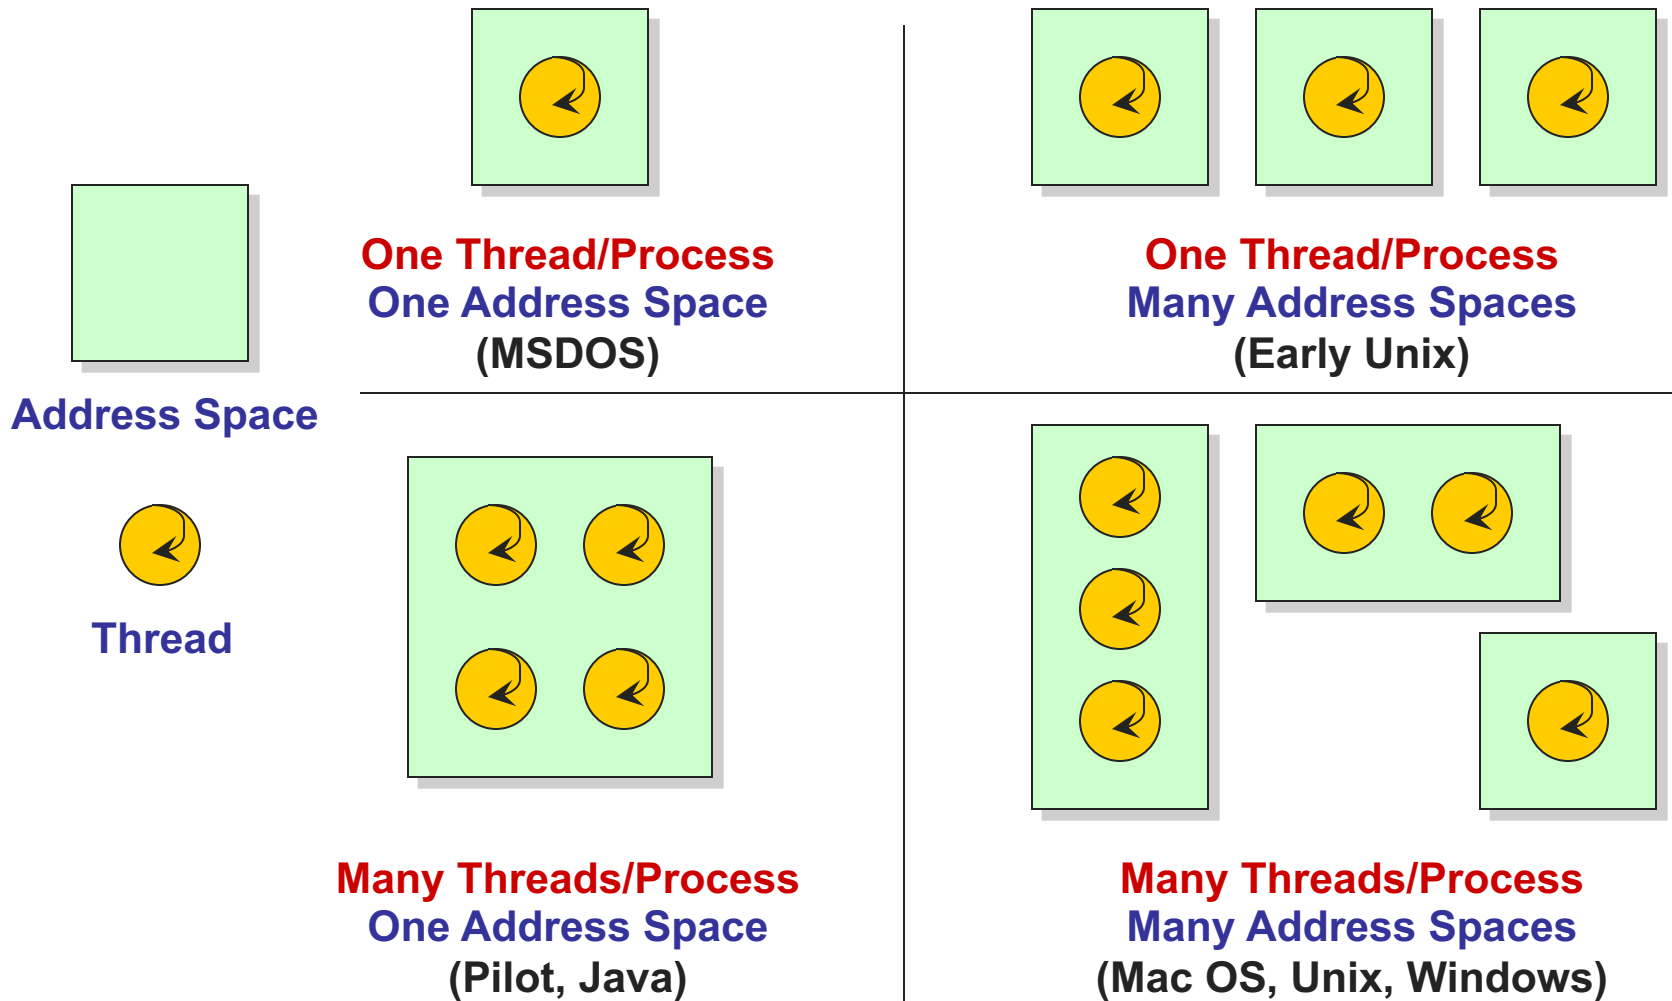 Address Space
Thread
One Thread/Process
One Address Space
(MSDOS)
One Thread/Process
Many Address Spaces
(Early Unix)
Many Threads/Process
One Address Space
(Pilot, Java)
Many Threads/Process
Many Address Spaces
(Mac OS, Unix, Windows)